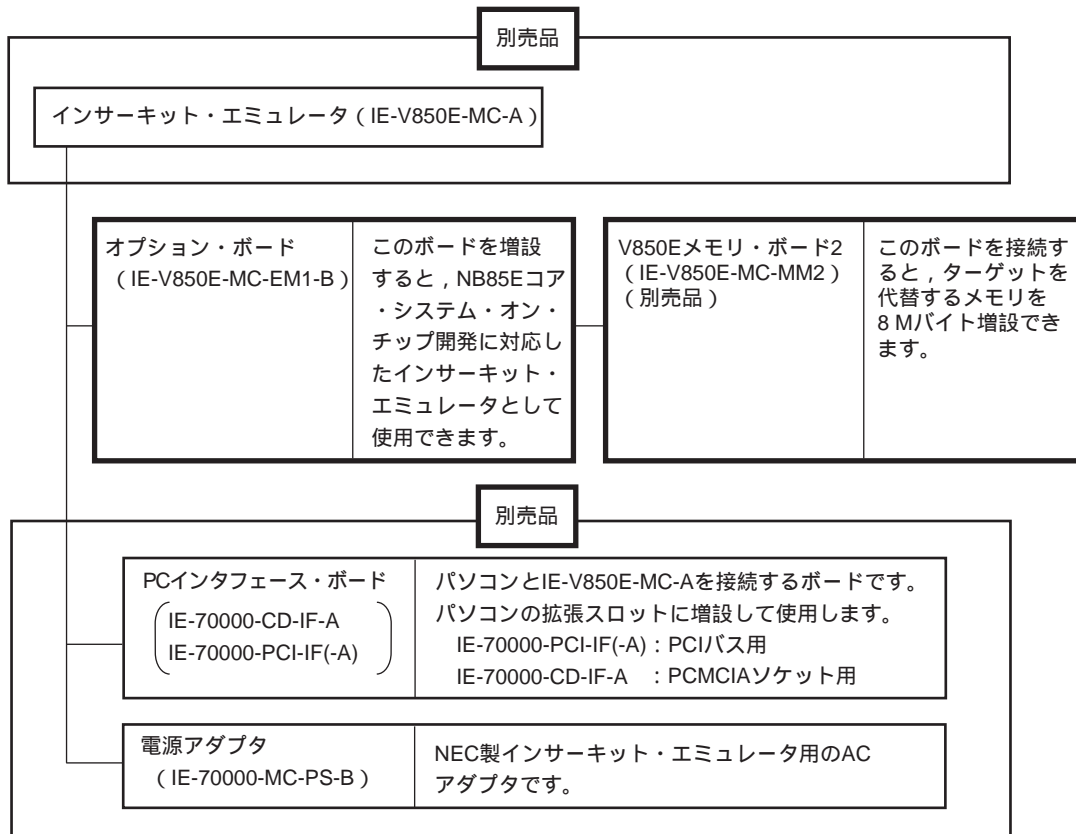 別売品
インサーキット・エミュレータ（IE-V850E-MC-A）
オプション・ボード
（IE-V850E-MC-EM1-B）
このボードを増設
すると，NB85Eコア
・システム・オン・
チップ開発に対応し
たインサーキット・
エミュレータとして
使用できます。
V850Eメモリ・ボード2
（IE-V850E-MC-MM2）
（別売品）
このボードを接続す
ると，ターゲットを
代替するメモリを
8 Mバイト増設でき
ます。
別売品
PCインタフェース・ボード
IE-70000-CD-IF-A
IE-70000-PCI-IF(-A)
パソコンとIE-V850E-MC-Aを接続するボードです。
パソコンの拡張スロットに増設して使用します。
IE-70000-PCI-IF(-A)：PCIバス用
IE-70000-CD-IF-A ：PCMCIAソケット用
電源アダプタ
（IE-70000-MC-PS-B）
NEC製インサーキット・エミュレータ用のAC
アダプタです。